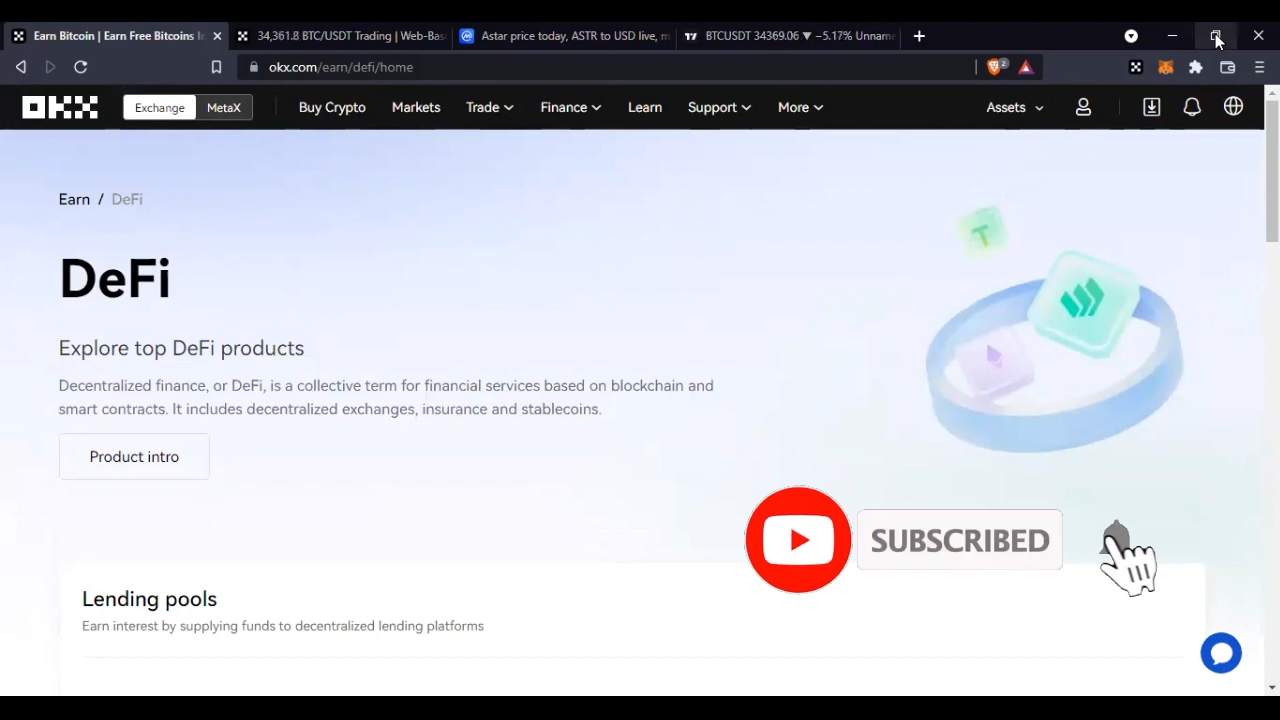 Earn Bitcoin | Earn Free Bitcoins I
34,361.8 BTC/USDT Trading | Web-Bas
Astar price today, ASTR to USD live, m
BTCUSDT 34369.06 ▼ −5.17% Unname
okx.com/earn/defi/home
2
OKX
Exchange
MetaX
Buy Crypto
Markets
Trade
Finance
Learn
Support
More
Assets
Earn / DeFi
DeFi
Explore top DeFi products
Decentralized finance, or DeFi, is a collective term for financial services based on blockchain and
smart contracts. It includes decentralized exchanges, insurance and stablecoins.
Product intro
SUBSCRIBED
Lending pools
Earn interest by supplying funds to decentralized lending platforms